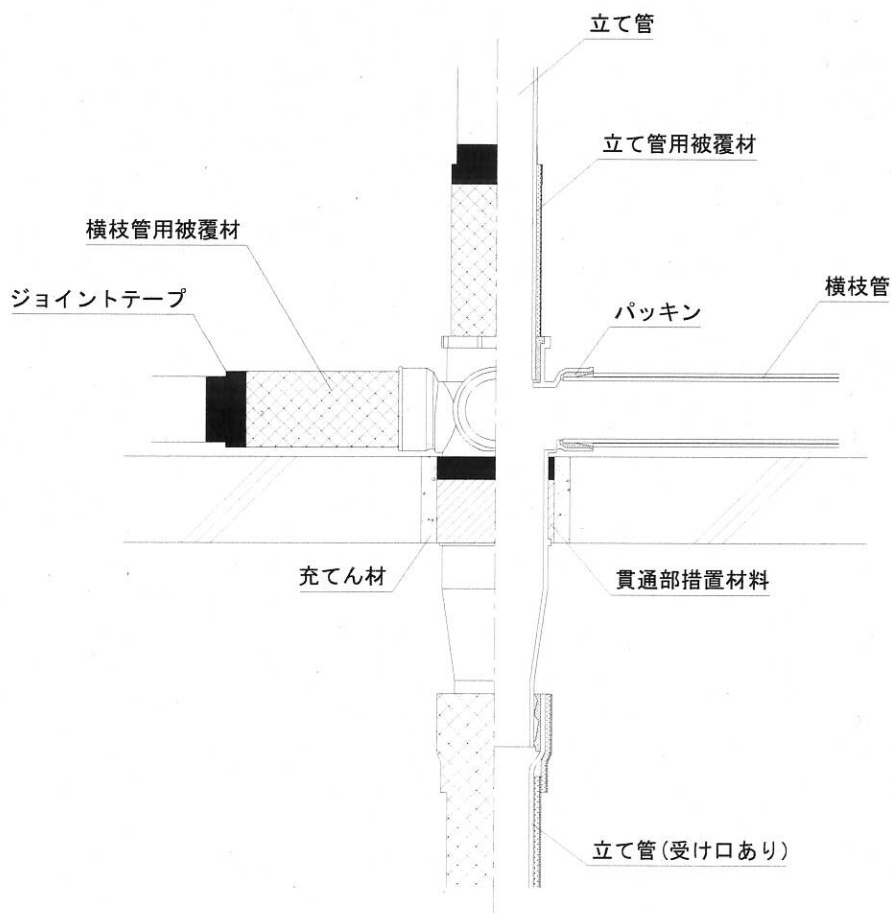 立て管
立て管用被覆材
横枝管用被覆材
横枝管
ジョイントテープ
パッキン
充てん材
貫通部措置材料
立て管(受け口あり)